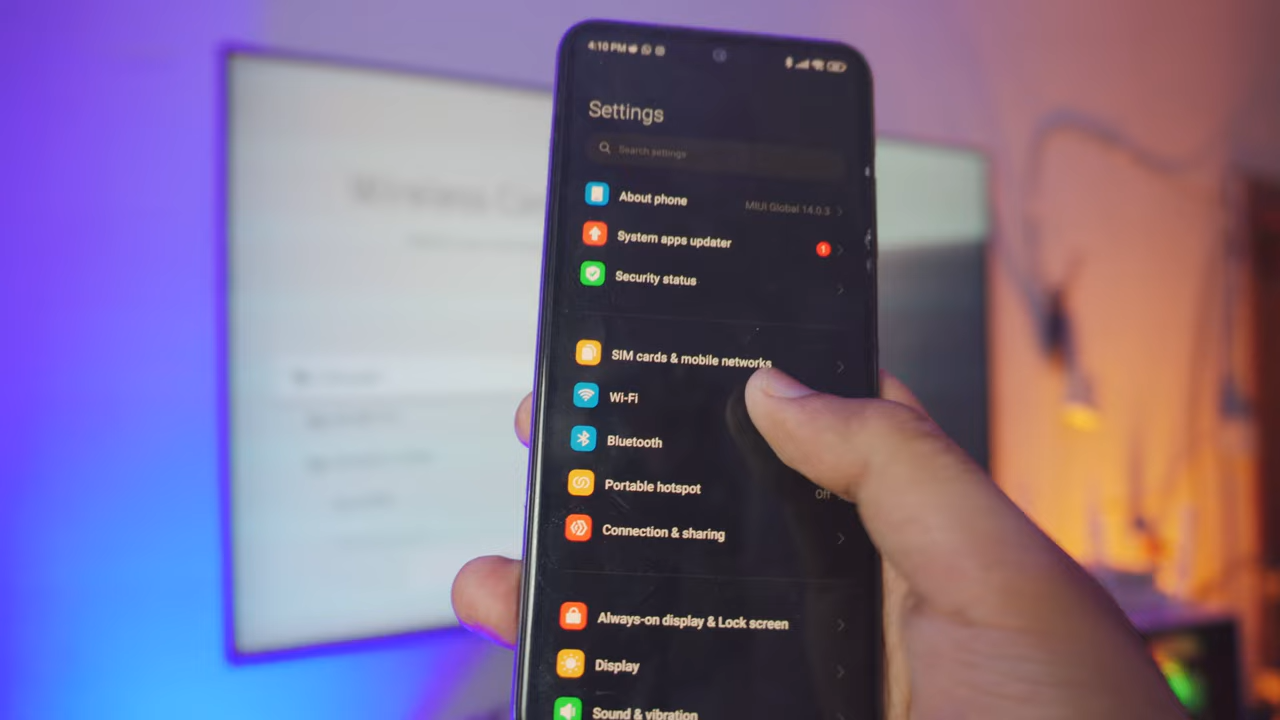 4:10 PM
Settings
Search settings
About phone
MIUI Global 14.0.3
System apps updater
1
Security status
SIM cards & mobile networks
Wi-Fi
Bluetooth
Portable hotspot
Off
Connection & sharing
Always-on display & Lock screen
Display
Sound & vibration